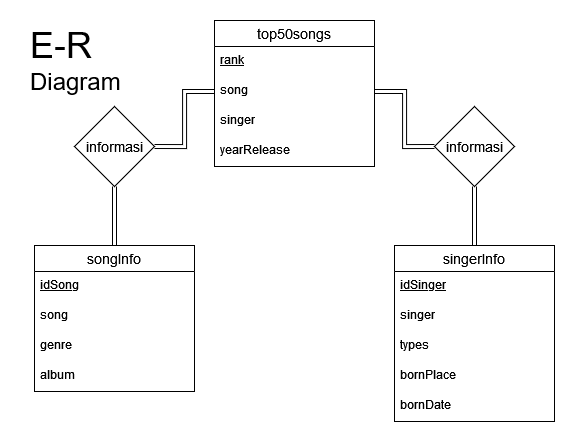 E-R
Diagram
top50songs
rank
song
singer
yearRelease
informasi
informasi
songInfo
idSong
song
genre
album
singerInfo
idSinger
singer
types
bornPlace
bornDate